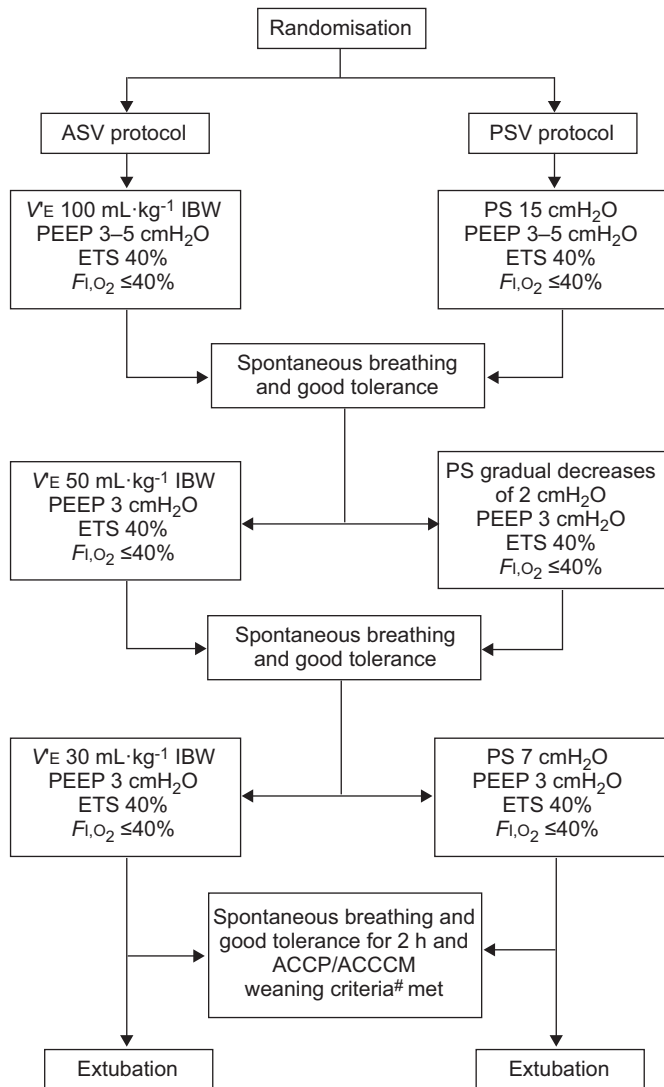 Randomisation
ASV protocol
PSV protocol
V'E 100 mL·kg⁻¹ IBW
PEEP 3–5 cmH₂O
ETS 40%
FI,O₂ ≤40%
PS 15 cmH₂O
PEEP 3–5 cmH₂O
ETS 40%
FI,O₂ ≤40%
Spontaneous breathing
and good tolerance
V'E 50 mL·kg⁻¹ IBW
PEEP 3 cmH₂O
ETS 40%
FI,O₂ ≤40%
PS gradual decreases
of 2 cmH₂O
PEEP 3 cmH₂O
ETS 40%
FI,O₂ ≤40%
Spontaneous breathing
and good tolerance
V'E 30 mL·kg⁻¹ IBW
PEEP 3 cmH₂O
ETS 40%
FI,O₂ ≤40%
PS 7 cmH₂O
PEEP 3 cmH₂O
ETS 40%
FI,O₂ ≤40%
Spontaneous breathing and
good tolerance for 2 h and
ACCP/ACCCM
weaning criteria# met
Extubation
Extubation